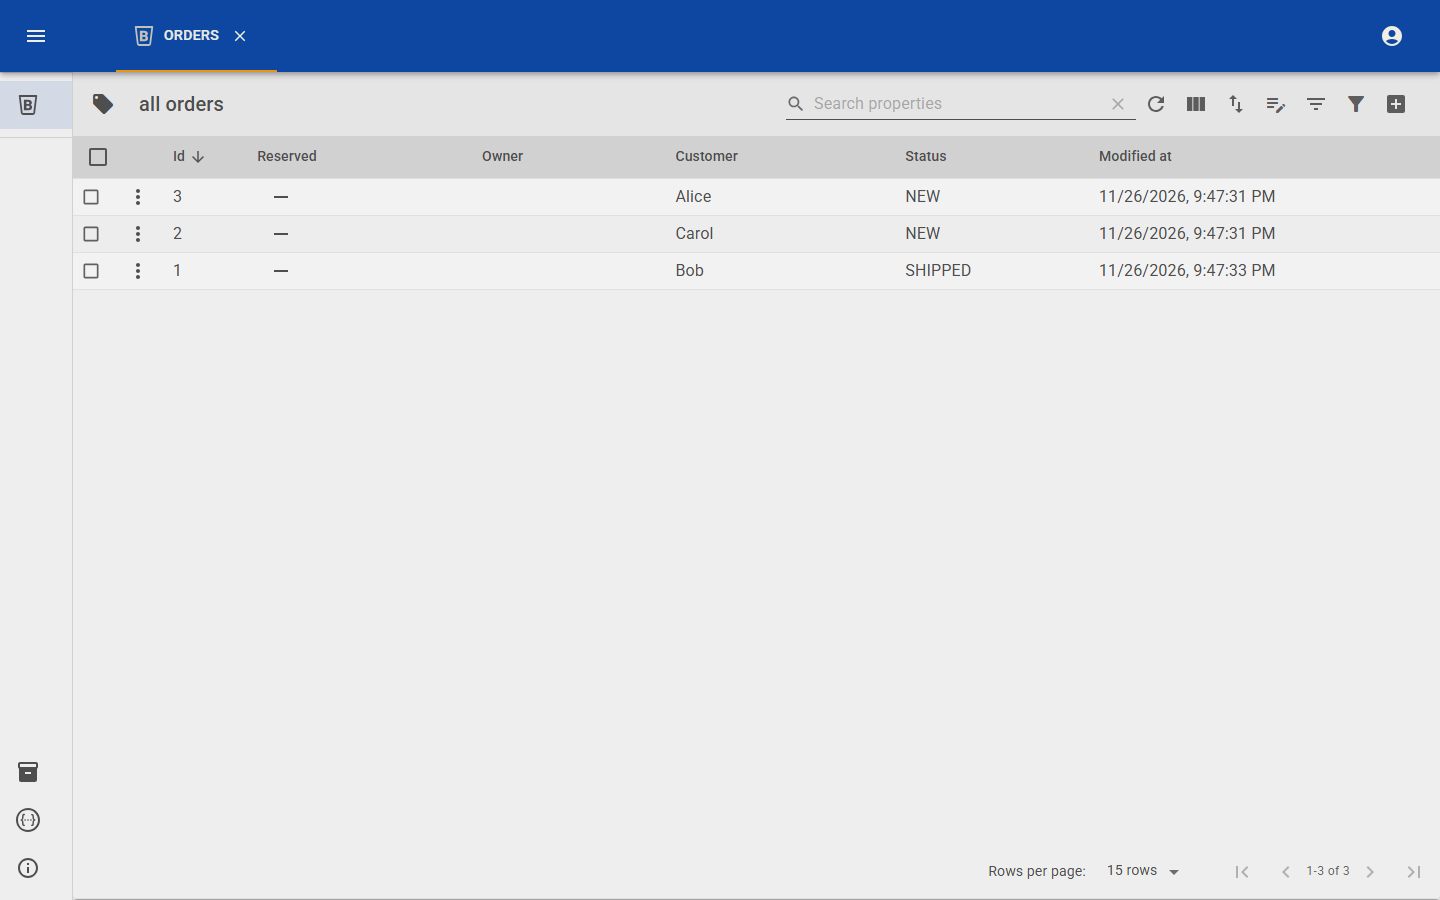 ORDERS
all orders
Search properties
Id Reserved Owner Customer Status Modified at
3 Alice NEW 11/26/2026, 9:47:31 PM
2 Carol NEW 11/26/2026, 9:47:31 PM
1 Bob SHIPPED 11/26/2026, 9:47:33 PM
Rows per page: 15 rows 1-3 of 3